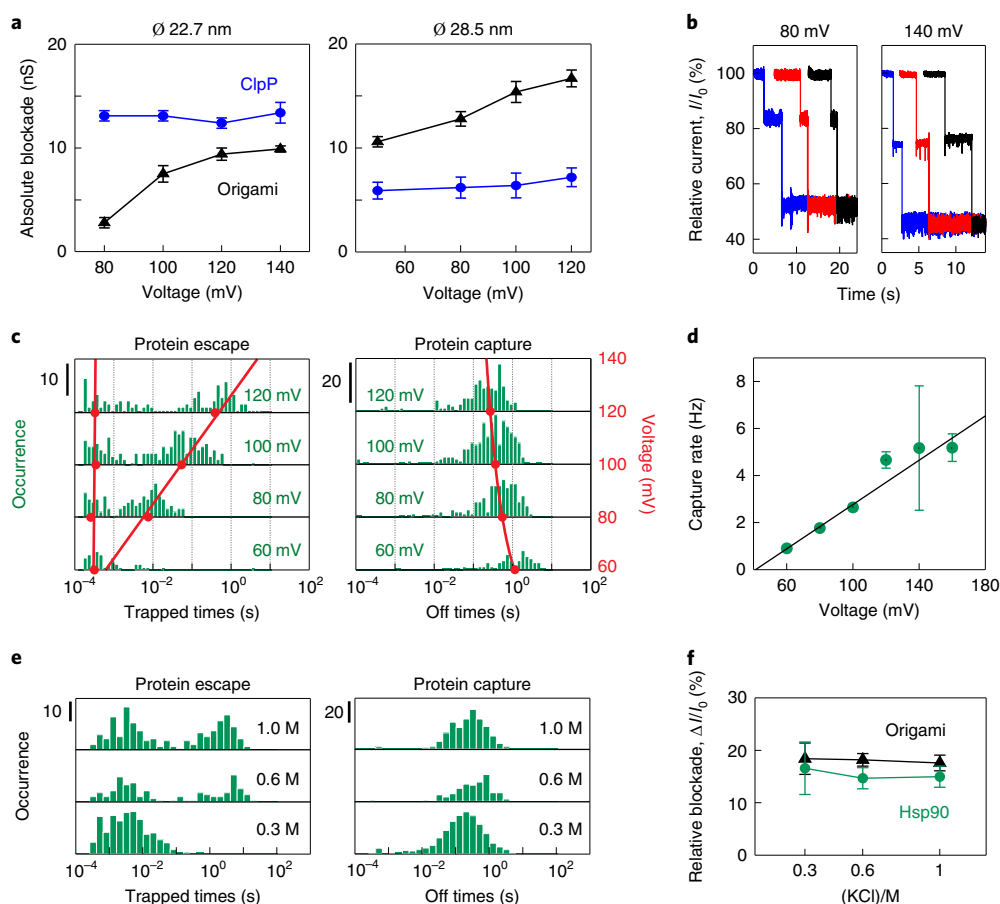 a
Ø 22.7 nm
Ø 28.5 nm
Absolute blockade (nS)
20
10
0
ClpP
Origami
80 100 120 140
Voltage (mV)
20
10
0
60 80 100 120
Voltage (mV)
b
80 mV
140 mV
Relative current, I/I0 (%)
100
80
60
40
0 10 20
0 5 10
Time (s)
c
Protein escape
Protein capture
Occurrence
10
120 mV
100 mV
80 mV
60 mV
10−4 10−2 100 102
Trapped times (s)
20
120 mV
100 mV
80 mV
60 mV
10−4 10−2 100 102
Off times (s)
140
120
100
80
60
Voltage (mV)
d
Capture rate (Hz)
8
6
4
2
0
60 100 140 180
Voltage (mV)
e
Protein escape
Protein capture
Occurrence
10
1.0 M
0.6 M
0.3 M
10−4 10−2 100 102
Trapped times (s)
20
1.0 M
0.6 M
0.3 M
10−4 10−2 100 102
Off times (s)
f
Relative blockade, Δ I/I0 (%)
30
20
10
0
Origami
Hsp90
0.3 0.6 1
(KCl)/M